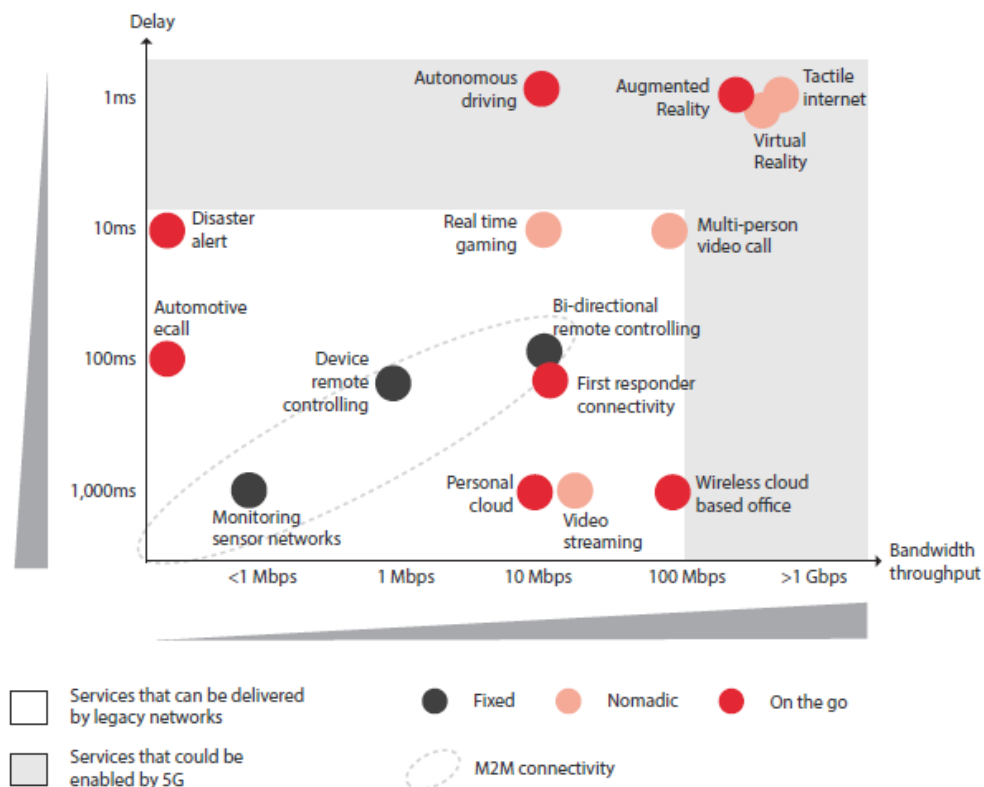 Delay
1ms
Autonomous
driving
Augmented
Reality
Tactile
internet
Virtual
Reality
10ms
Disaster
alert
Real time
gaming
Multi-person
video call
Automotive
ecall
Bi-directional
remote controlling
100ms
Device
remote
controlling
First responder
connectivity
1,000ms
Monitoring
sensor networks
Personal
cloud
Video
streaming
Wireless cloud
based office
Bandwidth
throughput
<1 Mbps
1 Mbps
10 Mbps
100 Mbps
>1 Gbps
Services that can be delivered
by legacy networks
Fixed
Nomadic
On the go
Services that could be
enabled by 5G
M2M connectivity